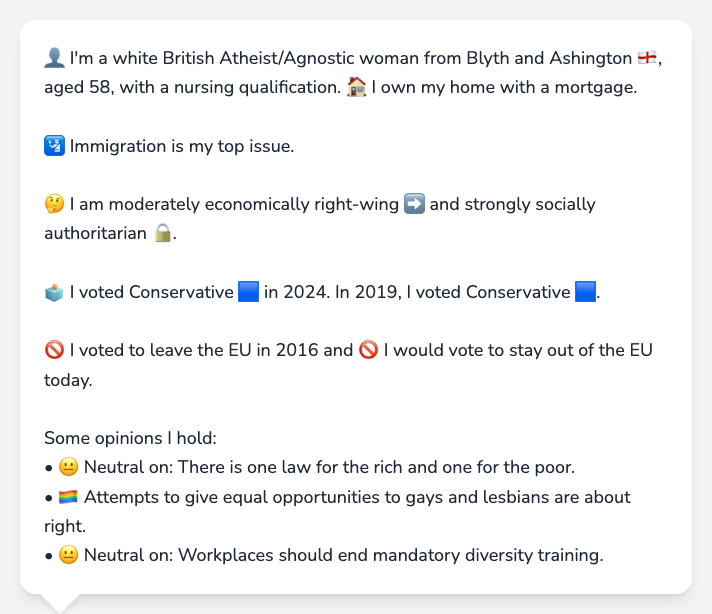 👤 I'm a white British Atheist/Agnostic woman from Blyth and Ashington 🏴󠁧󠁢󠁥󠁮󠁧󠁿,
aged 58, with a nursing qualification. 🏠 I own my home with a mortgage.
🛂 Immigration is my top issue.
🤔 I am moderately economically right-wing ➡️ and strongly socially
authoritarian 🔒.
🗳️ I voted Conservative 🟦 in 2024. In 2019, I voted Conservative 🟦.
🚫 I voted to leave the EU in 2016 and 🚫 I would vote to stay out of the EU
today.
Some opinions I hold:
• 😐 Neutral on: There is one law for the rich and one for the poor.
• 🏳️‍🌈 Attempts to give equal opportunities to gays and lesbians are about
right.
• 😐 Neutral on: Workplaces should end mandatory diversity training.